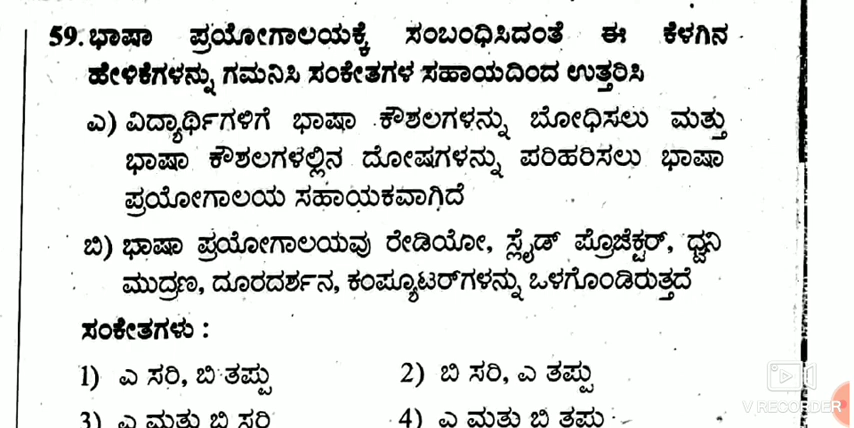 59. ಭಾಷಾ ಪ್ರಯೋಗಾಲಯಕ್ಕೆ ಸಂಬಂಧಿಸಿದಂತೆ ಈ ಕೆಳಗಿನ
ಹೇಳಿಕೆಗಳನ್ನು ಗಮನಿಸಿ ಸಂಕೇತಗಳ ಸಹಾಯದಿಂದ ಉತ್ತರಿಸಿ
ಎ) ವಿದ್ಯಾರ್ಥಿಗಳಿಗೆ ಭಾಷಾ ಕೌಶಲಗಳನ್ನು ಬೋಧಿಸಲು ಮತ್ತು
ಭಾಷಾ ಕೌಶಲಗಳಲ್ಲಿನ ದೋಷಗಳನ್ನು ಪರಿಹರಿಸಲು ಭಾಷಾ
ಪ್ರಯೋಗಾಲಯ ಸಹಾಯಕವಾಗಿದೆ
ಬಿ) ಭಾಷಾ ಪ್ರಯೋಗಾಲಯವು ರೇಡಿಯೋ, ಸ್ಲೈಡ್ ಪ್ರೊಜೆಕ್ಟರ್, ಧ್ವನಿ
ಮುದ್ರಣ, ದೂರದರ್ಶನ, ಕಂಪ್ಯೂಟರ್‌ಗಳನ್ನು ಒಳಗೊಂಡಿರುತ್ತದೆ
ಸಂಕೇತಗಳು :
1) ಎ ಸರಿ, ಬಿ ತಪ್ಪು 2) ಬಿ ಸರಿ, ಎ ತಪ್ಪು
3) ಎ ಮತ್ತು ಬಿ ಸರಿ 4) ಎ ಮತ್ತು ಬಿ ತಪ್ಪು
V RECORDER